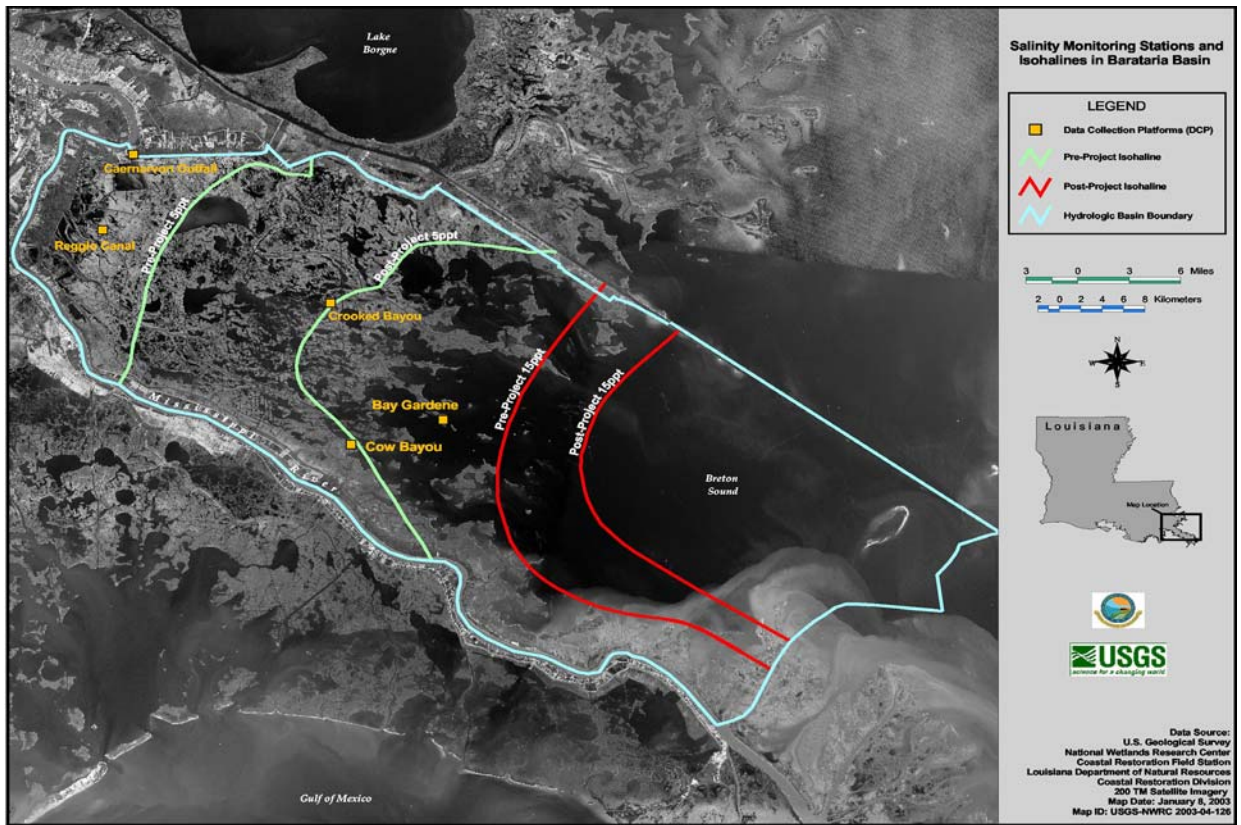 Lake
Borgne
Caernarvon Outfall
Reggio Canal
Pre-Project 5ppt
Post-Project 5ppt
Crooked Bayou
Bay Gardene
Cow Bayou
Pre-Project 15ppt
Post-Project 15ppt
Mississippi River
Breton
Sound
Gulf of Mexico
Salinity Monitoring Stations and
Isohalines in Barataria Basin
LEGEND
Data Collection Platforms (DCP)
Pre-Project Isohaline
Post-Project Isohaline
Hydrologic Basin Boundary
3 0 3 6 Miles
2 0 2 4 6 8 Kilometers
N
W E
S
Louisiana
Map Location
USGS
science for a changing world
Data Source:
U.S. Geological Survey
National Wetlands Research Center
Coastal Restoration Field Station
Louisiana Department of Natural Resources
Coastal Restoration Division
200 TM Satellite Imagery
Map Date: January 8, 2003
Map ID: USGS-NWRC 2003-04-126